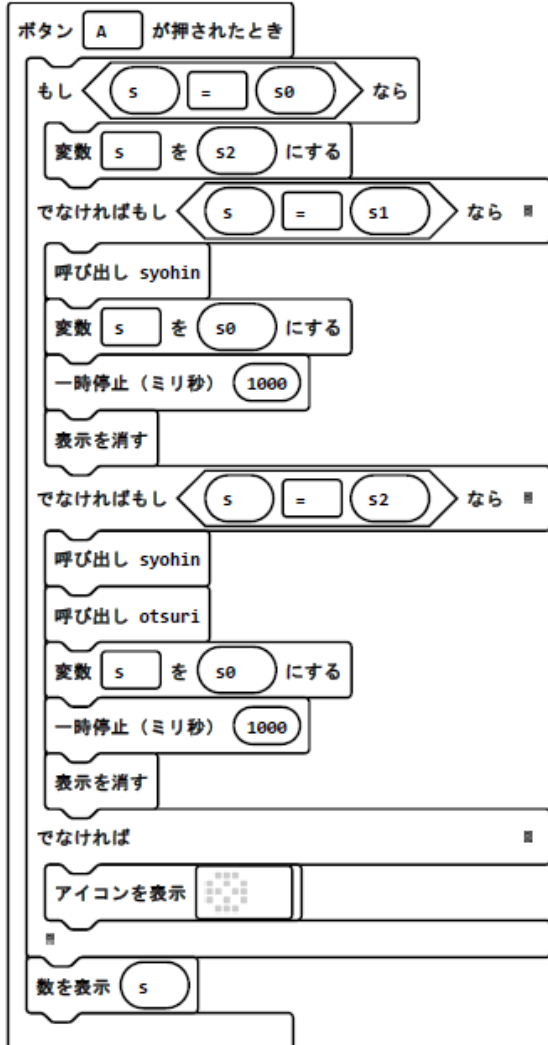 ボタン A が押されたとき
もし s = s0 なら
変数 s を s2 にする
でなければもし s = s1 なら
呼び出し syohin
変数 s を s0 にする
一時停止（ミリ秒） 1000
表示を消す
でなければもし s = s2 なら
呼び出し syohin
呼び出し otsuri
変数 s を s0 にする
一時停止（ミリ秒） 1000
表示を消す
でなければ
アイコンを表示
数を表示 s